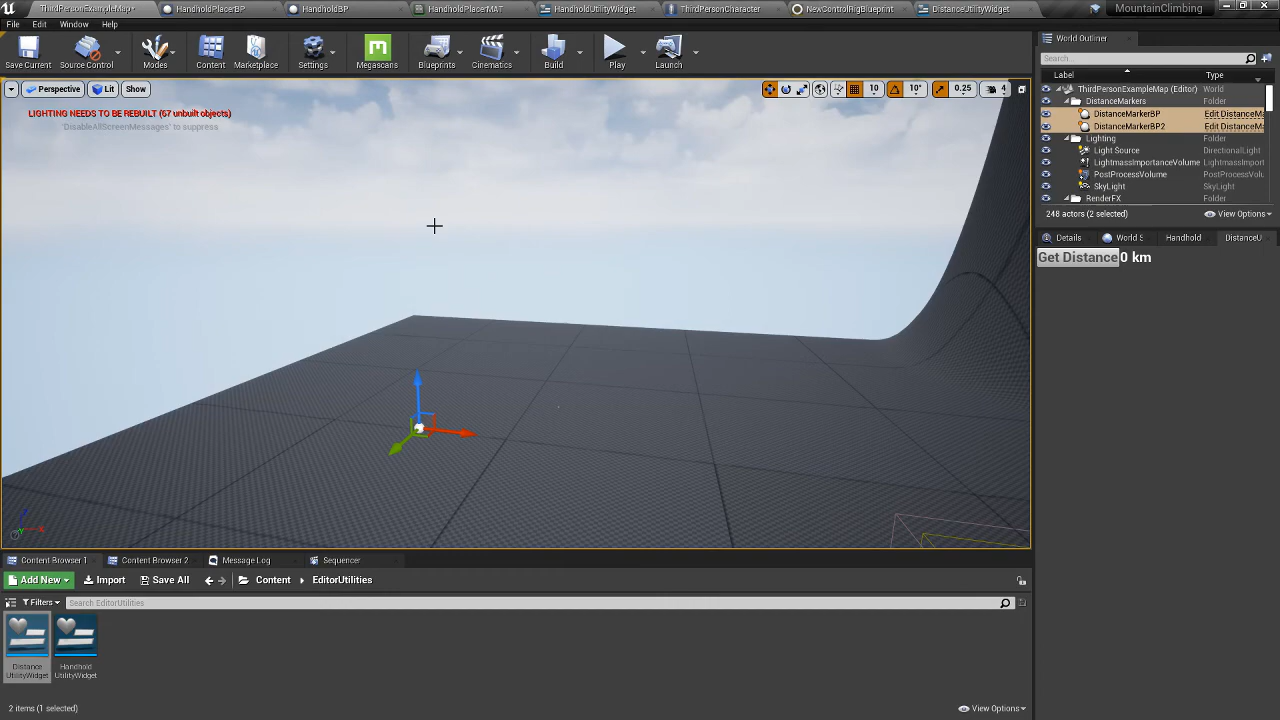 ThirdPersonExampleMap*
HandholdPlacerBP
HandholdBP
HandholdPlacerMAT
HandholdUtilityWidget
ThirdPersonCharacter
NewControlRigBlueprint
DistanceUtilityWidget
MountainClimbing
File Edit Window Help
Save Current Source Control Modes Content Marketplace Settings Megascans Blueprints Cinematics Build Play Launch
Perspective Lit Show
10 10° 0.25 4
LIGHTING NEEDS TO BE REBUILT (67 unbuilt objects)
'DisableAllScreenMessages' to suppress
World Outliner
Search...
Label Type
ThirdPersonExampleMap (Editor) World
DistanceMarkers Folder
DistanceMarkerBP Edit DistanceMa
DistanceMarkerBP2 Edit DistanceMa
Lighting Folder
Light Source DirectionalLight
LightmassImportanceVolume LightmassImport
PostProcessVolume PostProcessVolu
SkyLight SkyLight
RenderFX Folder
248 actors (2 selected) View Options
Details World S Handhold DistanceU
Get Distance 0 km
Content Browser 1 Content Browser 2 Message Log Sequencer
Add New Import Save All Content EditorUtilities
Filters Search EditorUtilities
Distance
UtilityWidget
Handhold
UtilityWidget
2 items (1 selected) View Options